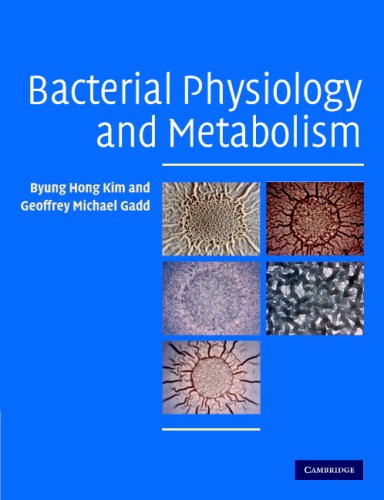 Bacterial Physiology
and Metabolism
Byung Hong Kim and
Geoffrey Michael Gadd
CAMBRIDGE